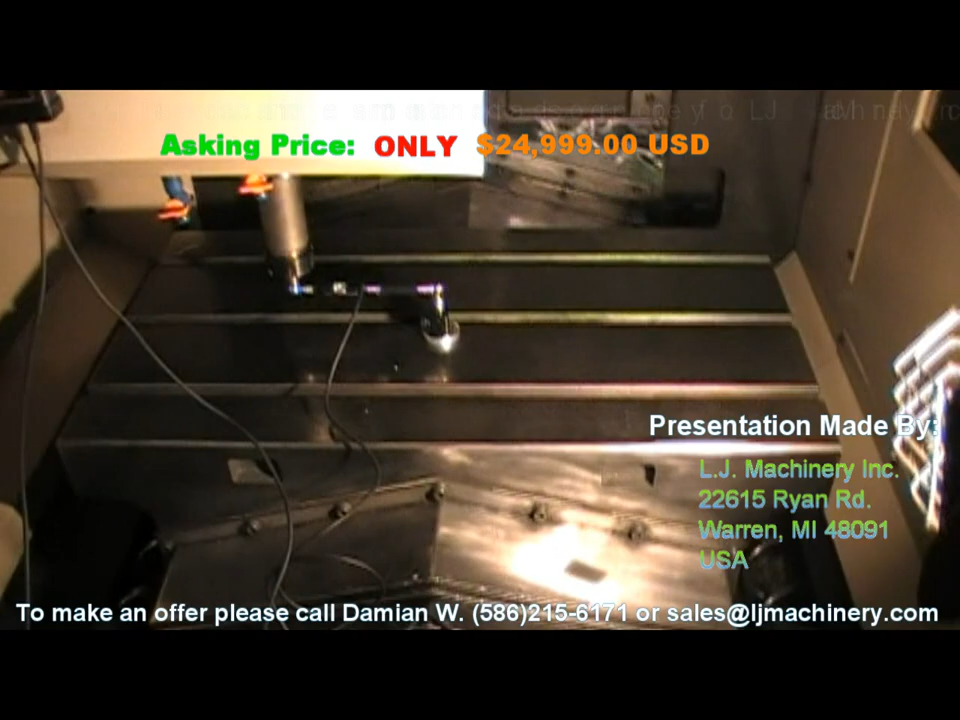 Asking Price: ONLY $24,999.00 USD
Presentation Made By:
L.J. Machinery Inc.
22615 Ryan Rd.
Warren, MI 48091
USA
To make an offer please call Damian W. (586)215-6171 or sales@ljmachinery.com